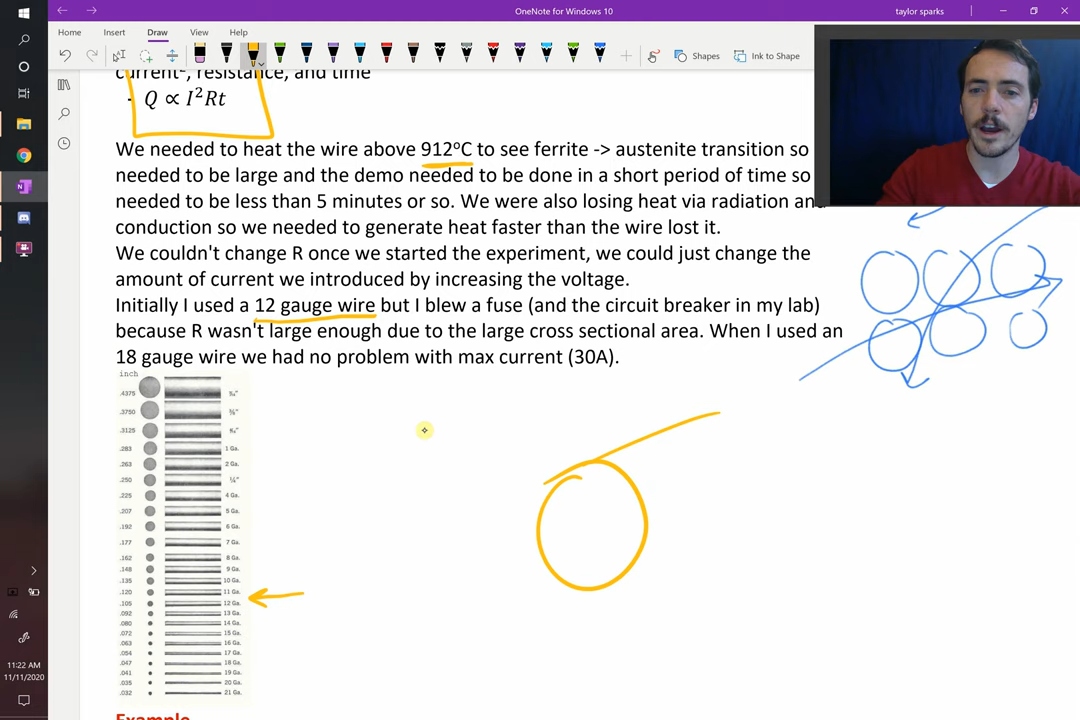 OneNote for Windows 10
taylor sparks
Home Insert Draw View Help
Shapes
Ink to Shape
current², resistance, and time
- Q ∝ I²Rt
We needed to heat the wire above 912°C to see ferrite -> austenite transition so
needed to be large and the demo needed to be done in a short period of time so
needed to be less than 5 minutes or so. We were also losing heat via radiation an
conduction so we needed to generate heat faster than the wire lost it.
We couldn't change R once we started the experiment, we could just change the
amount of current we introduced by increasing the voltage.
Initially I used a 12 gauge wire but I blew a fuse (and the circuit breaker in my lab)
because R wasn't large enough due to the large cross sectional area. When I used an
18 gauge wire we had no problem with max current (30A).
inch
.4375
.3750
.3125
.283 1 Ga.
.263 2 Ga.
.250 ¼"
.225 4 Ga.
.207 5 Ga.
.192 6 Ga.
.177 7 Ga.
.162 8 Ga.
.148 9 Ga.
.135 10 Ga.
.120 11 Ga.
.105 12 Ga.
.092 13 Ga.
.080 14 Ga.
.072 15 Ga.
.063 16 Ga.
.054 17 Ga.
.047 18 Ga.
.041 19 Ga.
.035 20 Ga.
.032 21 Ga.
Example
11:22 AM
11/11/2020